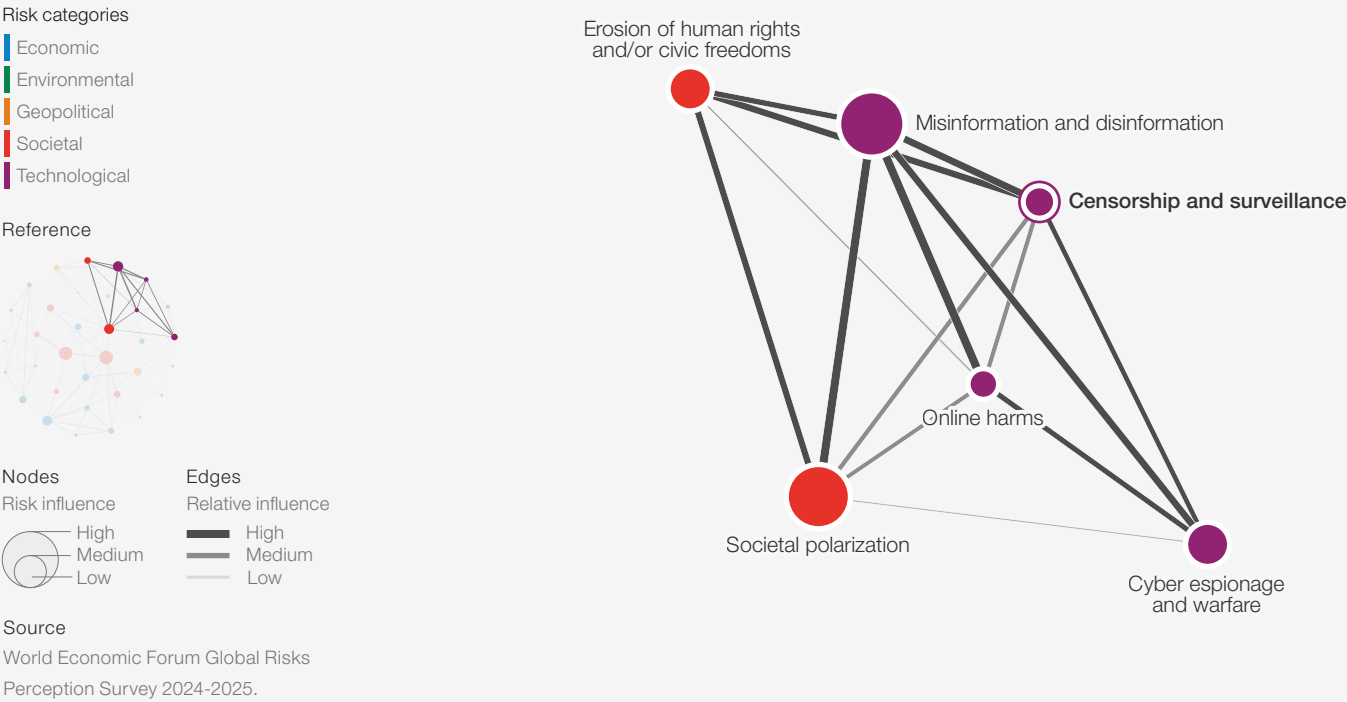 Risk categories
Economic
Environmental
Geopolitical
Societal
Technological
Reference
Nodes
Risk influence
High
Medium
Low
Edges
Relative influence
High
Medium
Low
Source
World Economic Forum Global Risks
Perception Survey 2024-2025.
Erosion of human rights
and/or civic freedoms
Misinformation and disinformation
Censorship and surveillance
Online harms
Societal polarization
Cyber espionage
and warfare